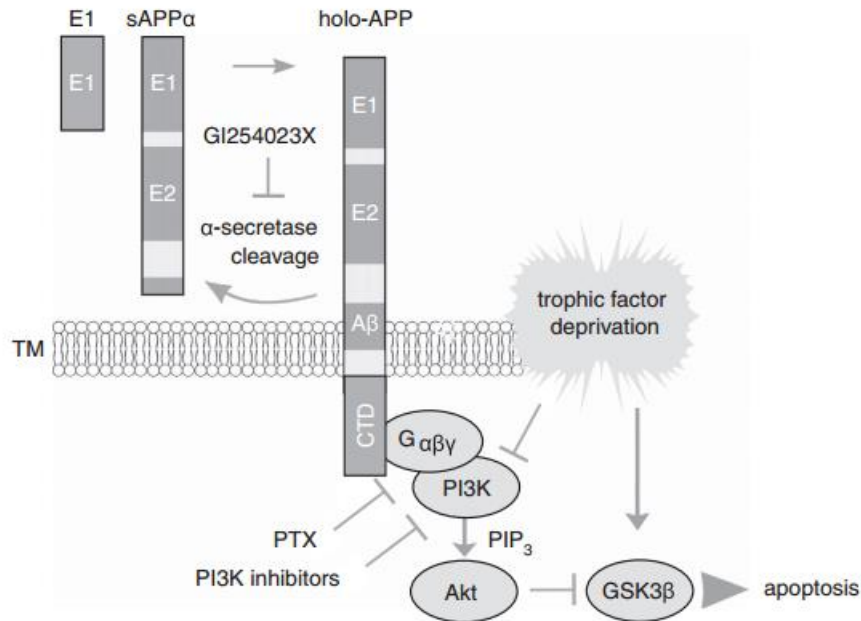 E1 sAPPα holo-APP
E1
E1
E1
GI254023X
E2
E2
α-secretase
cleavage
trophic factor
deprivation
Aβ
TM
CTD
G αβγ
PI3K
PTX
PIP3
PI3K inhibitors
Akt
GSK3β
apoptosis